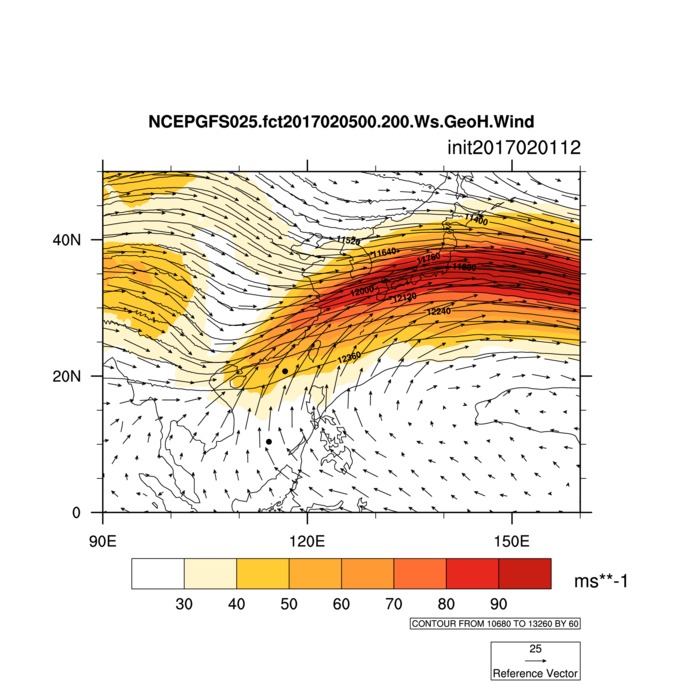 NCEPGFS025.fct2017020500.200.Ws.GeoH.Wind
init2017020112
11400
11520
40N
11640
11760
11880
12000
12120
12240
12360
20N
0
90E 120E 150E
ms**-1
30 40 50 60 70 80 90
CONTOUR FROM 10680 TO 13260 BY 60
25
Reference Vector